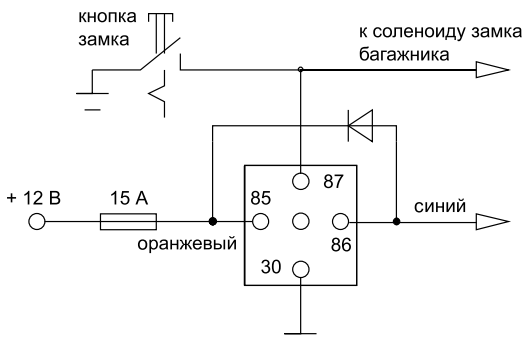 кнопка
замка
к соленоиду замка
багажника
87
+ 12 В
15 А
85
86
синий
оранжевый
30